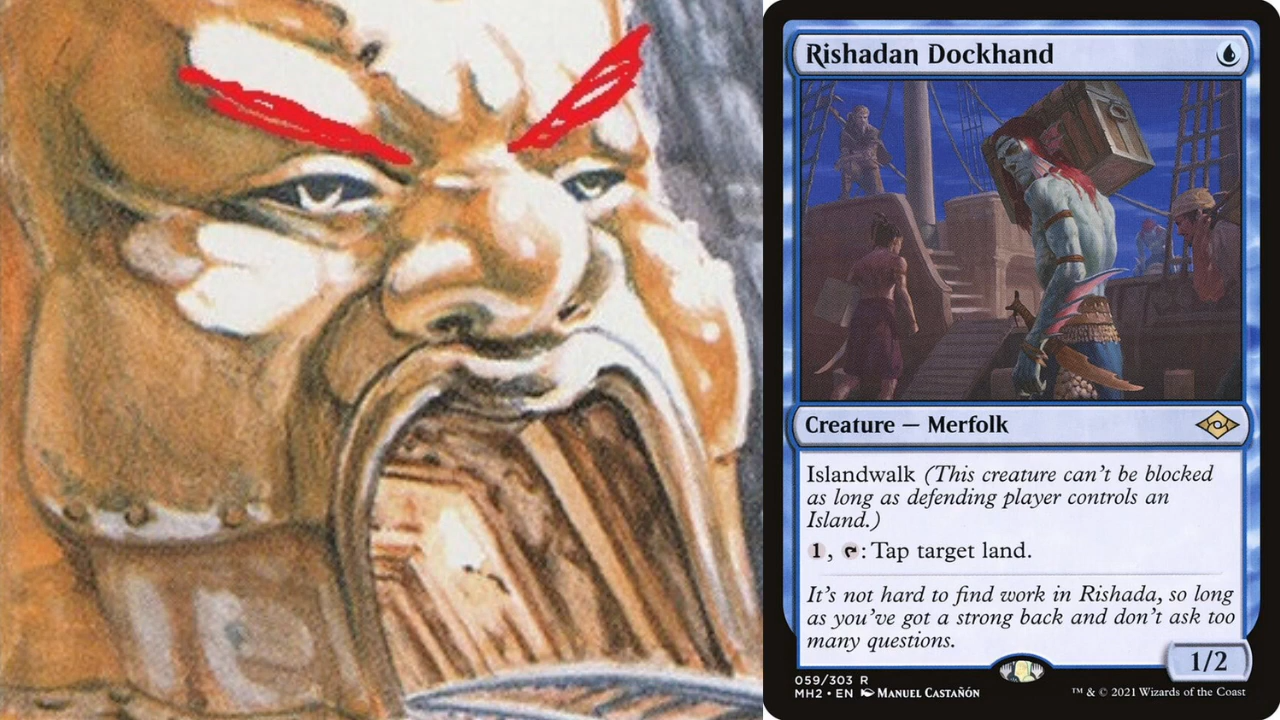 Rishadan Dockhand
Creature — Merfolk
Islandwalk (This creature can't be blocked
as long as defending player controls an
Island.)
1, : Tap target land.
It's not hard to find work in Rishada, so long
as you've got a strong back and don't ask too
many questions.
1/2
059/303 R
MH2 • EN Manuel Castañón
™ & © 2021 Wizards of the Coast